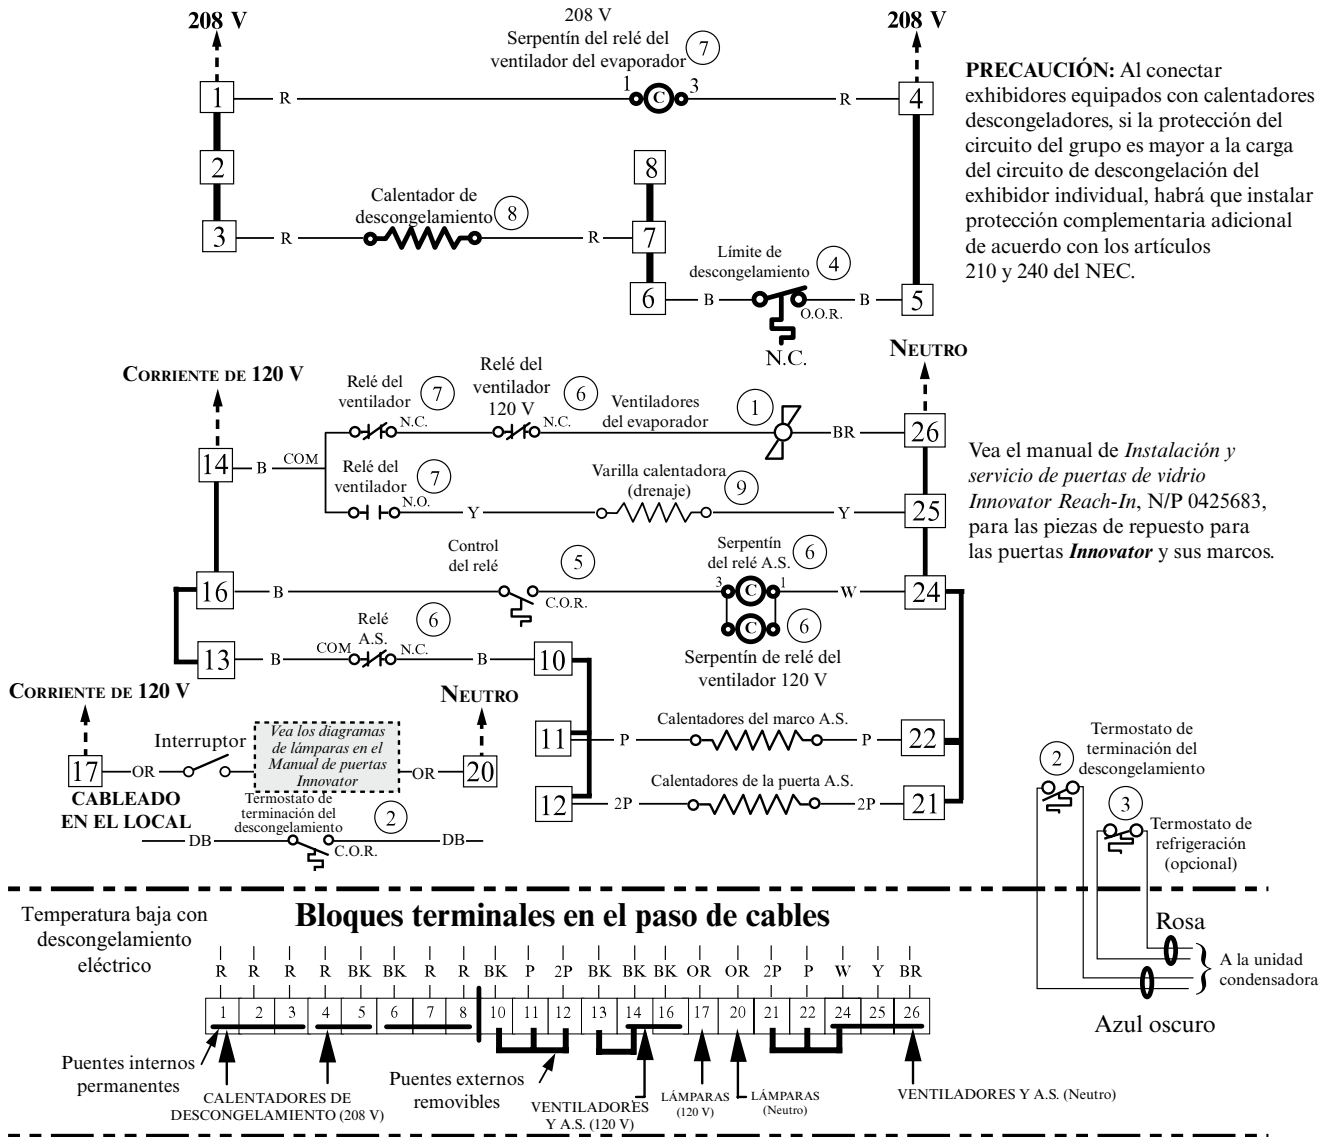 208 V
208 V
Serpentín del relé del
ventilador del evaporador
7
208 V
1
R
1
C
3
R
4
2
8
Calentador de
descongelamiento
8
3
R
R
7
Límite de
descongelamiento
4
6
B
O.O.R.
B
5
N.C.
PRECAUCIÓN: Al conectar
exhibidores equipados con calentadores
descongeladores, si la protección del
circuito del grupo es mayor a la carga
del circuito de descongelación del
exhibidor individual, habrá que instalar
protección complementaria adicional
de acuerdo con los artículos
210 y 240 del NEC.
CORRIENTE DE 120 V
NEUTRO
Relé del
ventilador
7
N.C.
Relé del
ventilador
120 V
6
N.C.
Ventiladores
del evaporador
1
BR
26
14
B
COM
Relé del
ventilador
7
N.O.
Y
Varilla calentadora
(drenaje)
9
Y
25
Vea el manual de Instalación y
servicio de puertas de vidrio
Innovator Reach-In, N/P 0425683,
para las piezas de repuesto para
las puertas Innovator y sus marcos.
Control
del relé
5
Serpentín
del relé A.S.
6
16
B
C.O.R.
3
C
1
W
24
C
6
Serpentín de relé del
ventilador 120 V
Relé
A.S.
6
13
B
COM
N.C.
B
10
CORRIENTE DE 120 V
NEUTRO
Interruptor
Vea los diagramas
de lámparas en el
Manual de puertas
Innovator
17
OR
OR
20
CABLEADO
EN EL LOCAL
11
P
Calentadores del marco A.S.
P
22
12
2P
Calentadores de la puerta A.S.
2P
21
Termostato de
terminación del
descongelamiento
2
DB
C.O.R.
DB
Termostato de
terminación del
descongelamiento
2
3
Termostato de
refrigeración
(opcional)
Rosa
A la unidad
condensadora
Azul oscuro
Temperatura baja con
descongelamiento
eléctrico
Bloques terminales en el paso de cables
R R R R BK BK R R BK P 2P BK BK BK OR OR 2P P W Y BR
1 2 3 4 5 6 7 8 10 11 12 13 14 16 17 20 21 22 24 25 26
Puentes internos
permanentes
CALENTADORES DE
DESCONGELAMIENTO (208 V)
Puentes externos
removibles
VENTILADORES
Y A.S. (120 V)
LÁMPARAS
(120 V)
LÁMPARAS
(Neutro)
VENTILADORES Y A.S. (Neutro)